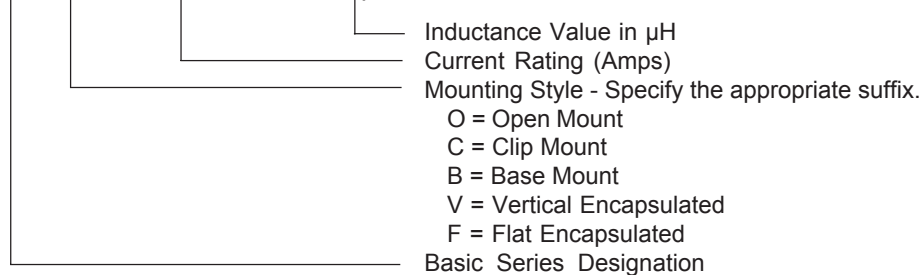 Inductance Value in µH
Current Rating (Amps)
Mounting Style - Specify the appropriate suffix.
O = Open Mount
C = Clip Mount
B = Base Mount
V = Vertical Encapsulated
F = Flat Encapsulated
Basic Series Designation